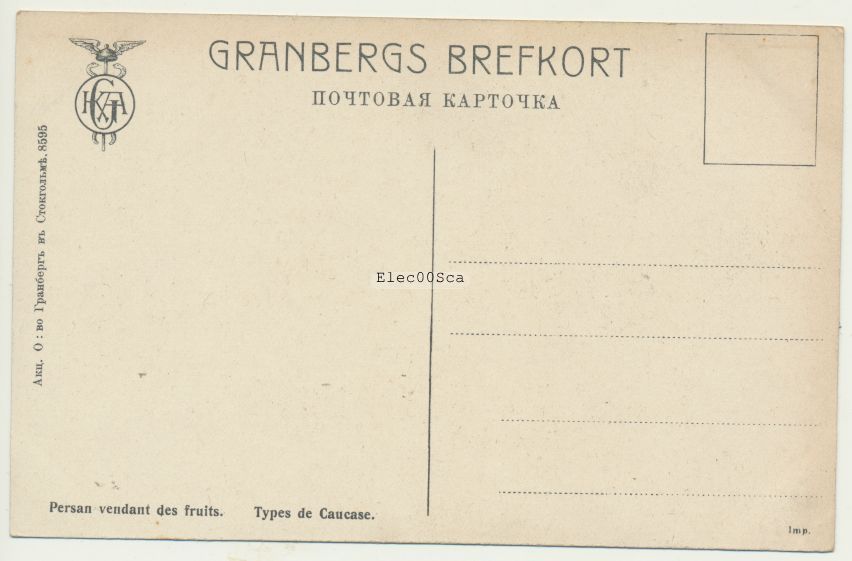 GRANBERGS BREFKORT
ПОЧТОВАЯ КАРТОЧКА
GKHA
Акц. О: во Гранбергъ въ Стокгольмѣ. 8595
Elec00Sca
Persan vendant des fruits. Types de Caucase.
Imp.